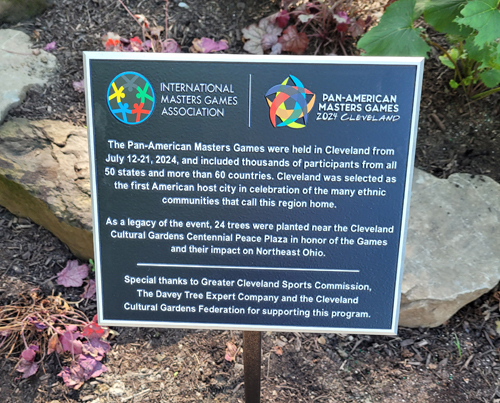 INTERNATIONAL
MASTERS GAMES
ASSOCIATION
PAN-AMERICAN
MASTERS GAMES
2024 CLEVELAND
The Pan-American Masters Games were held in Cleveland from
July 12-21, 2024, and included thousands of participants from all
50 states and more than 60 countries. Cleveland was selected as
the first American host city in celebration of the many ethnic
communities that call this region home.
As a legacy of the event, 24 trees were planted near the Cleveland
Cultural Gardens Centennial Peace Plaza in honor of the Games
and their impact on Northeast Ohio.
Special thanks to Greater Cleveland Sports Commission,
The Davey Tree Expert Company and the Cleveland
Cultural Gardens Federation for supporting this program.